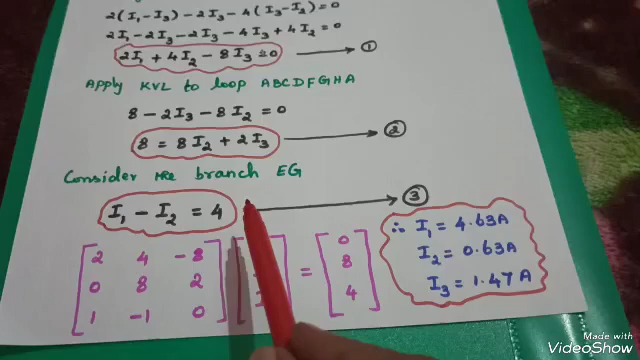 2(I₁-I₃)-2I₃-4(I₃-I₂)=0
2I₁-2I₃-2I₃-4I₃+4I₂=0
2I₁+4I₂-8I₃=0 → ①
Apply KVL to loop ABCDFGHA
8-2I₃-8I₂=0
8=8I₂+2I₃ → ②
Consider the branch EG
I₁-I₂=4 → ③
[2 4 -8] = [0]
[0 8 2] [8]
[1 -1 0] [4]
∴ I₁=4.63A
I₂=0.63A
I₃=1.47A
Made With
VideoShow